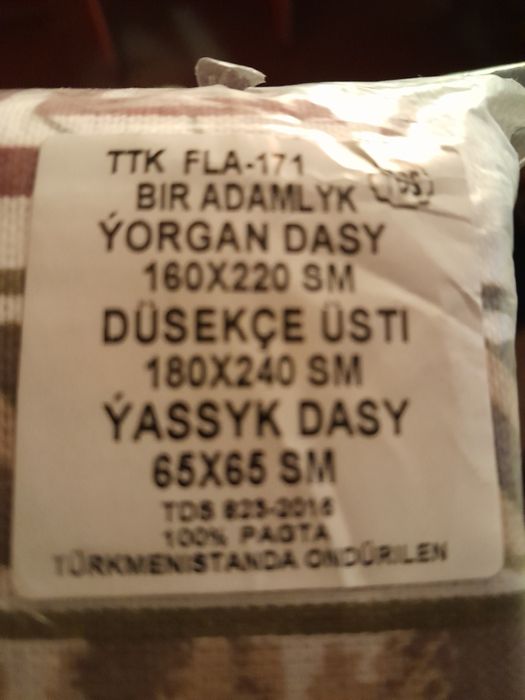 TTK FLA-171
BIR ADAMLYK
ÝORGAN DASY
160X220 SM
DÜSEKÇE ÜSTI
180X240 SM
ÝASSYK DASY
65X65 SM
TDS 623-2016
100% PAGTA
TÜRKMENISTANDA ONDÜRILEN